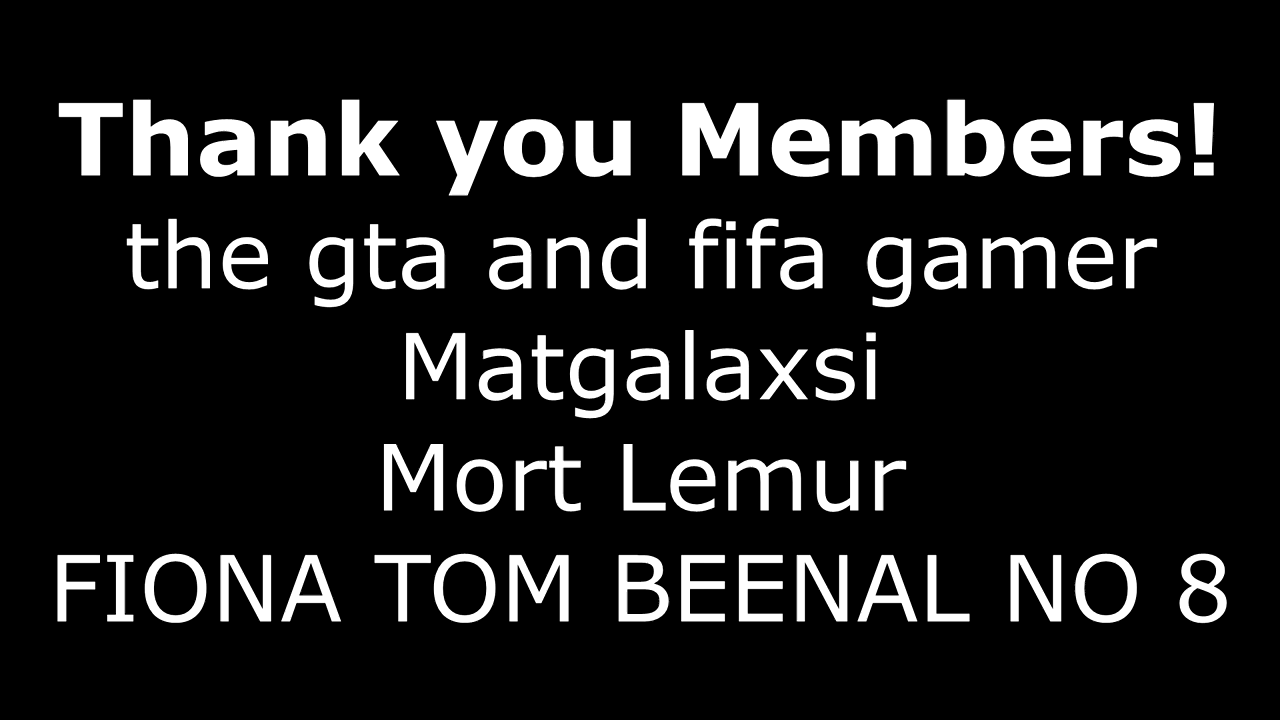 Thank you Members!
the gta and fifa gamer
Matgalaxsi
Mort Lemur
FIONA TOM BEENAL NO 8